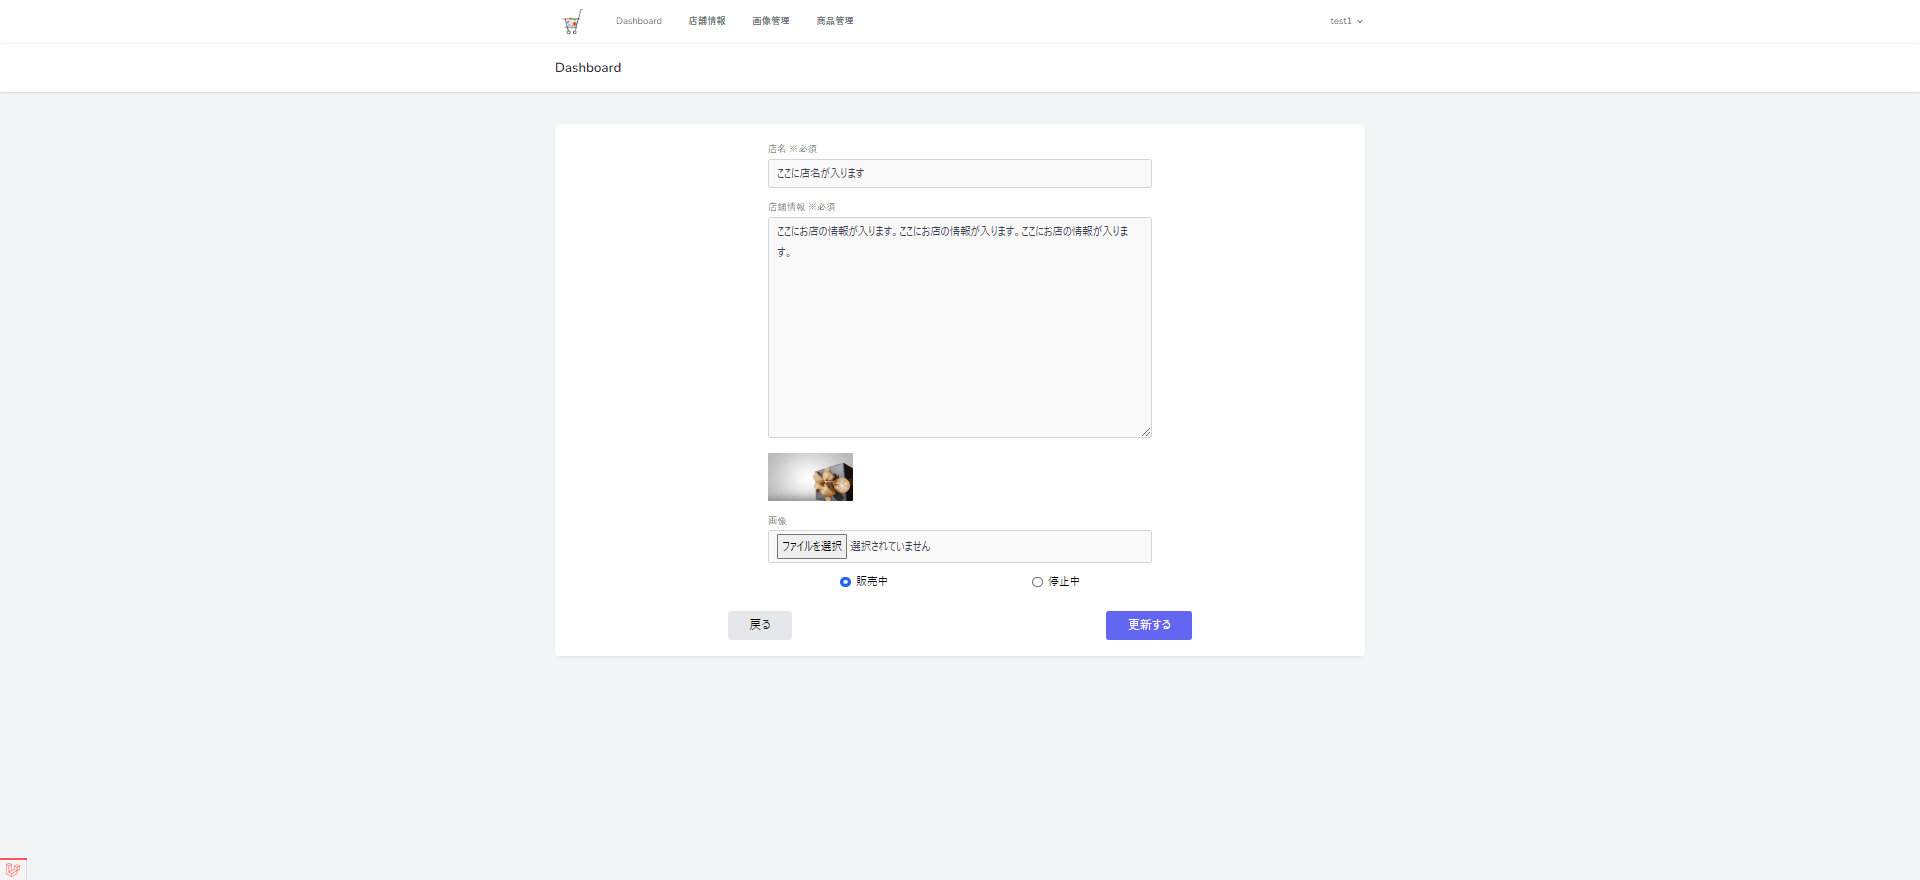 Dashboard 店舗情報 画像管理 商品管理 test1
Dashboard
店名 ※必須
ここに店名が入ります
店舗情報 ※必須
ここにお店の情報が入ります。ここにお店の情報が入ります。ここにお店の情報が入りま
す。
画像
ファイルを選択 選択されていません
販売中 停止中
戻る 更新する